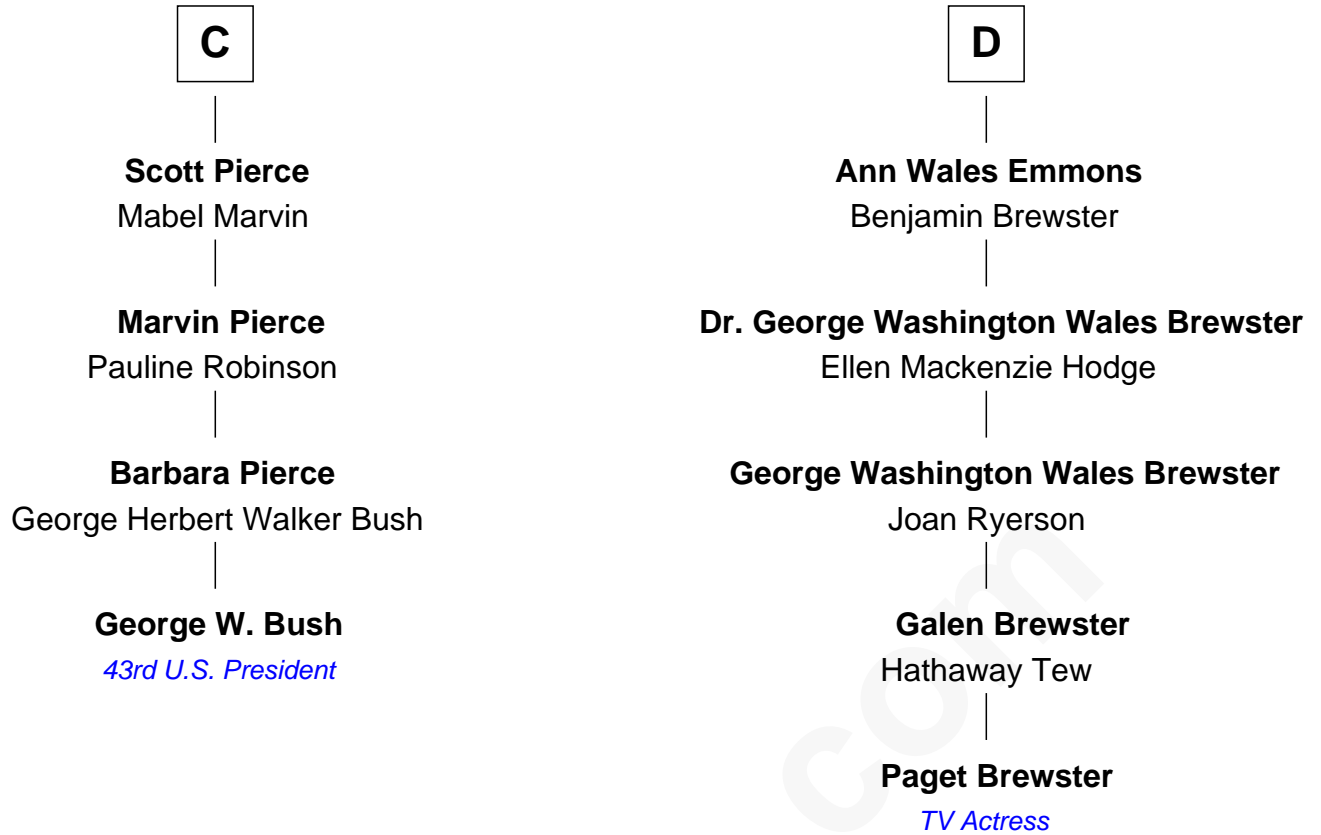 C
Scott Pierce
Mabel Marvin
Marvin Pierce
Pauline Robinson
Barbara Pierce
George Herbert Walker Bush
George W. Bush
43rd U.S. President
D
Ann Wales Emmons
Benjamin Brewster
Dr. George Washington Wales Brewster
Ellen Mackenzie Hodge
George Washington Wales Brewster
Joan Ryerson
Galen Brewster
Hathaway Tew
Paget Brewster
TV Actress
com